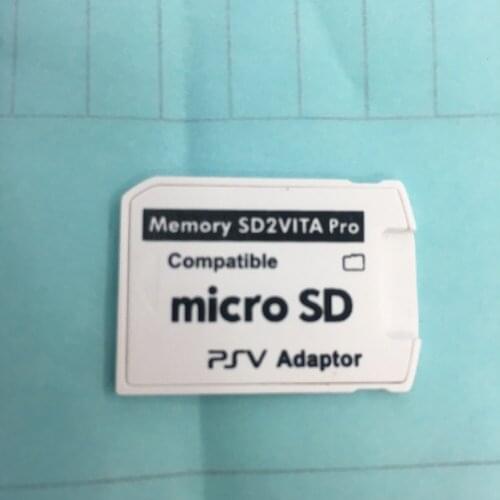 Memory SD2VITA Pro
Compatible
micro SD
PSV Adaptor